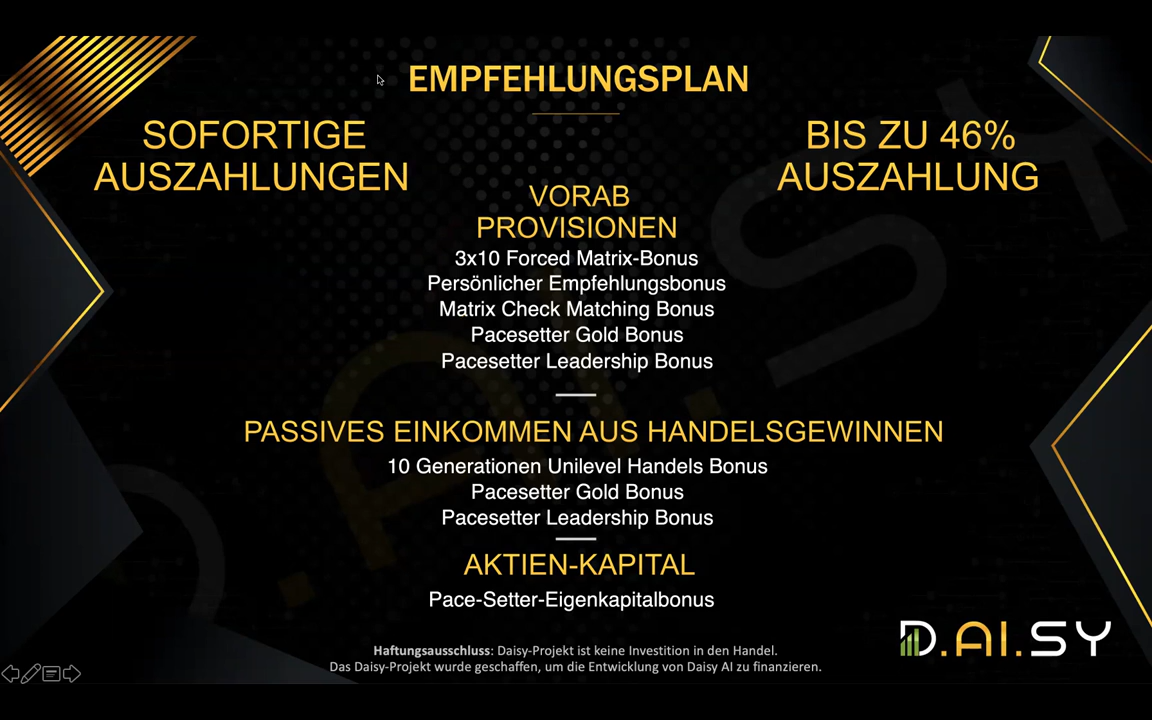 EMPFEHLUNGSPLAN
SOFORTIGE
AUSZAHLUNGEN
BIS ZU 46%
AUSZAHLUNG
VORAB
PROVISIONEN
3x10 Forced Matrix-Bonus
Persönlicher Empfehlungsbonus
Matrix Check Matching Bonus
Pacesetter Gold Bonus
Pacesetter Leadership Bonus
PASSIVES EINKOMMEN AUS HANDELSGEWINNEN
10 Generationen Unilevel Handels Bonus
Pacesetter Gold Bonus
Pacesetter Leadership Bonus
AKTIEN-KAPITAL
Pace-Setter-Eigenkapitalbonus
Haftungsausschluss: Daisy-Projekt ist keine Investition in den Handel.
Das Daisy-Projekt wurde geschaffen, um die Entwicklung von Daisy AI zu finanzieren.
D.AI.SY
D.AI.SY